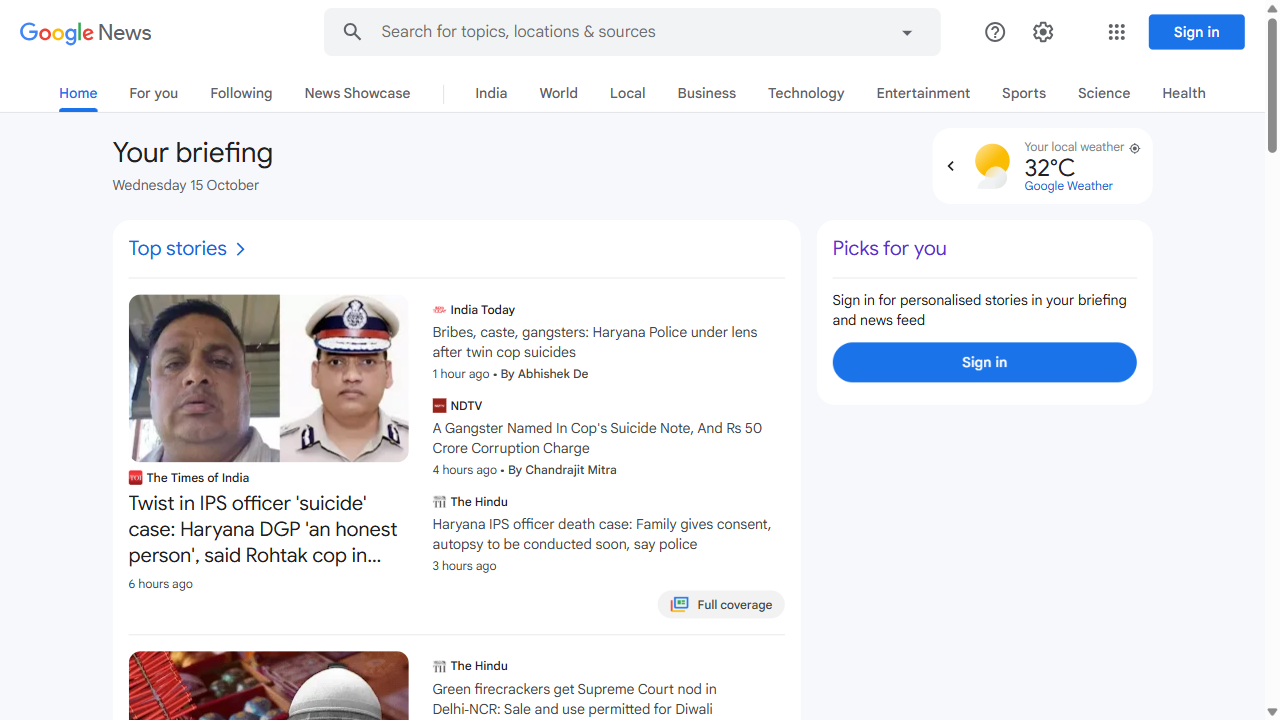 Google News
Search for topics, locations & sources
Sign in
Home
For you
Following
News Showcase
India
World
Local
Business
Technology
Entertainment
Sports
Science
Health
Your briefing
Wednesday 15 October
Your local weather
32°C
Google Weather
Top stories
The Times of India
Twist in IPS officer 'suicide'
case: Haryana DGP 'an honest
person', said Rohtak cop in...
6 hours ago
India Today
Bribes, caste, gangsters: Haryana Police under lens
after twin cop suicides
1 hour ago • By Abhishek De
NDTV
A Gangster Named In Cop's Suicide Note, And Rs 50
Crore Corruption Charge
4 hours ago • By Chandrajit Mitra
The Hindu
Haryana IPS officer death case: Family gives consent,
autopsy to be conducted soon, say police
3 hours ago
Full coverage
Picks for you
Sign in for personalised stories in your briefing
and news feed
Sign in
The Hindu
Green firecrackers get Supreme Court nod in
Delhi-NCR: Sale and use permitted for Diwali